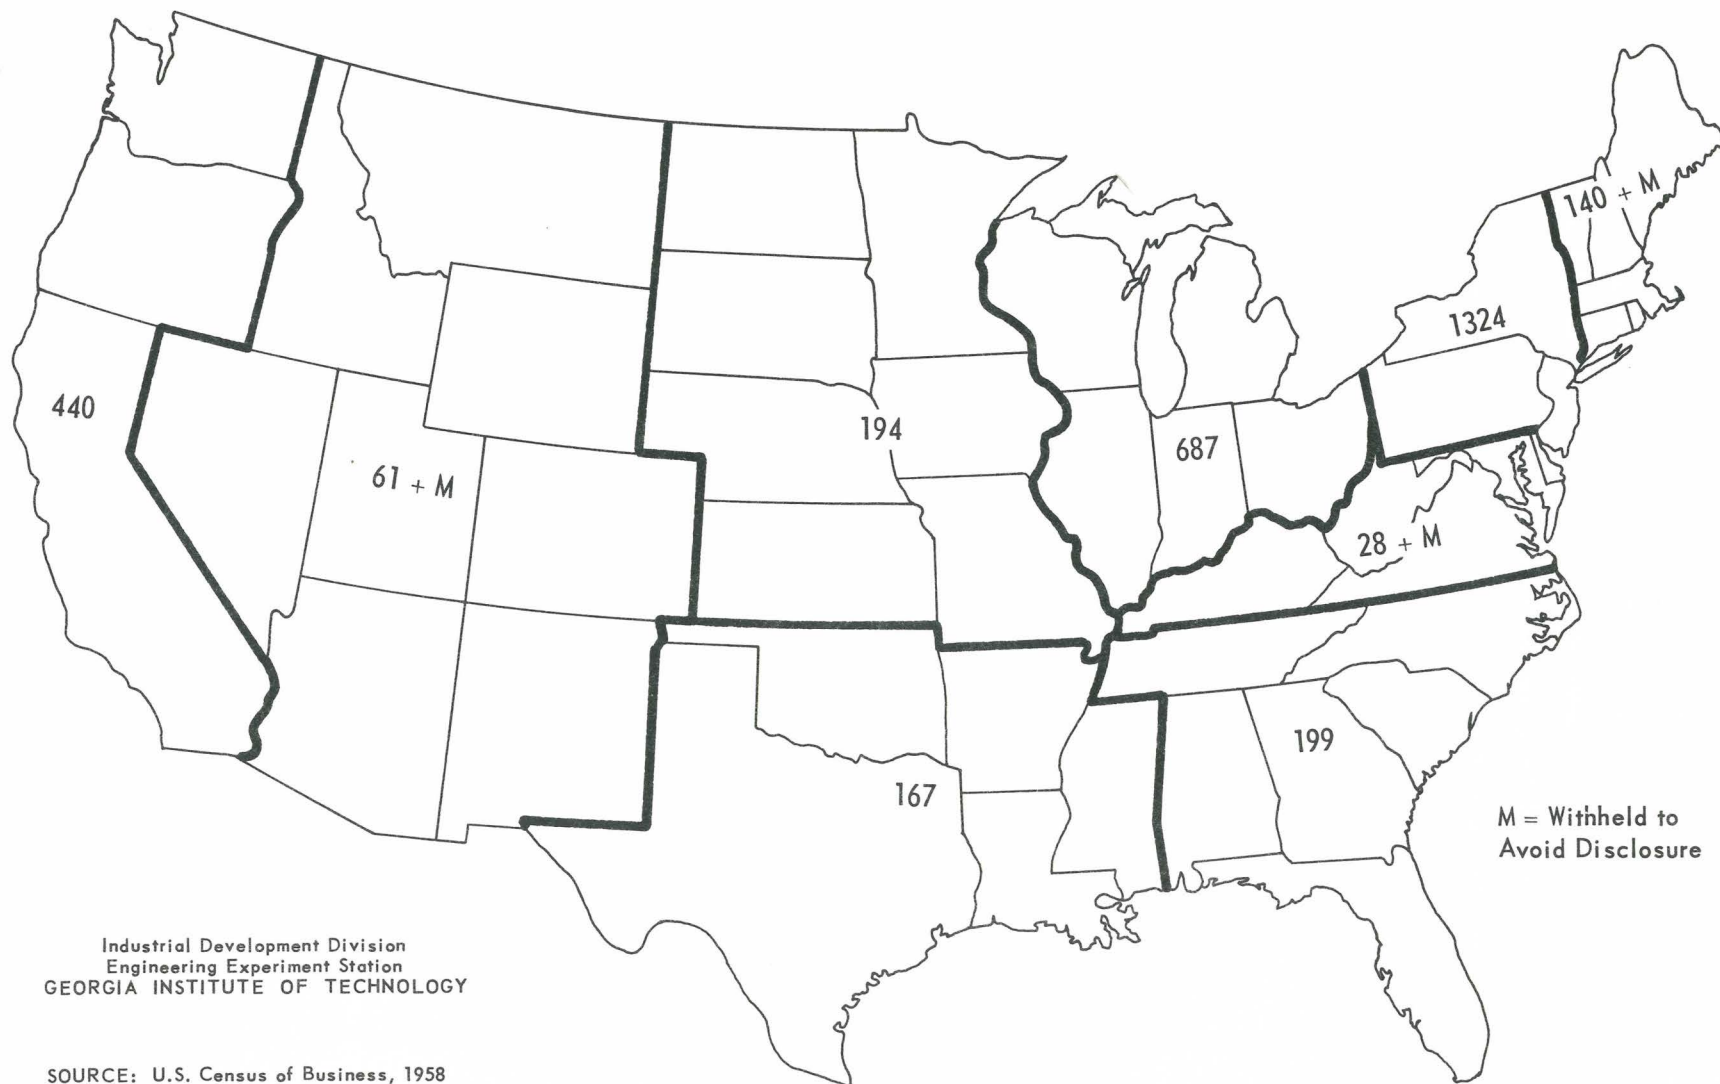 140 + M
1324
440
194
687
61 + M
28 + M
199
167
M = Withheld to
Avoid Disclosure
Industrial Development Division
Engineering Experiment Station
GEORGIA INSTITUTE OF TECHNOLOGY
SOURCE: U.S. Census of Business, 1958